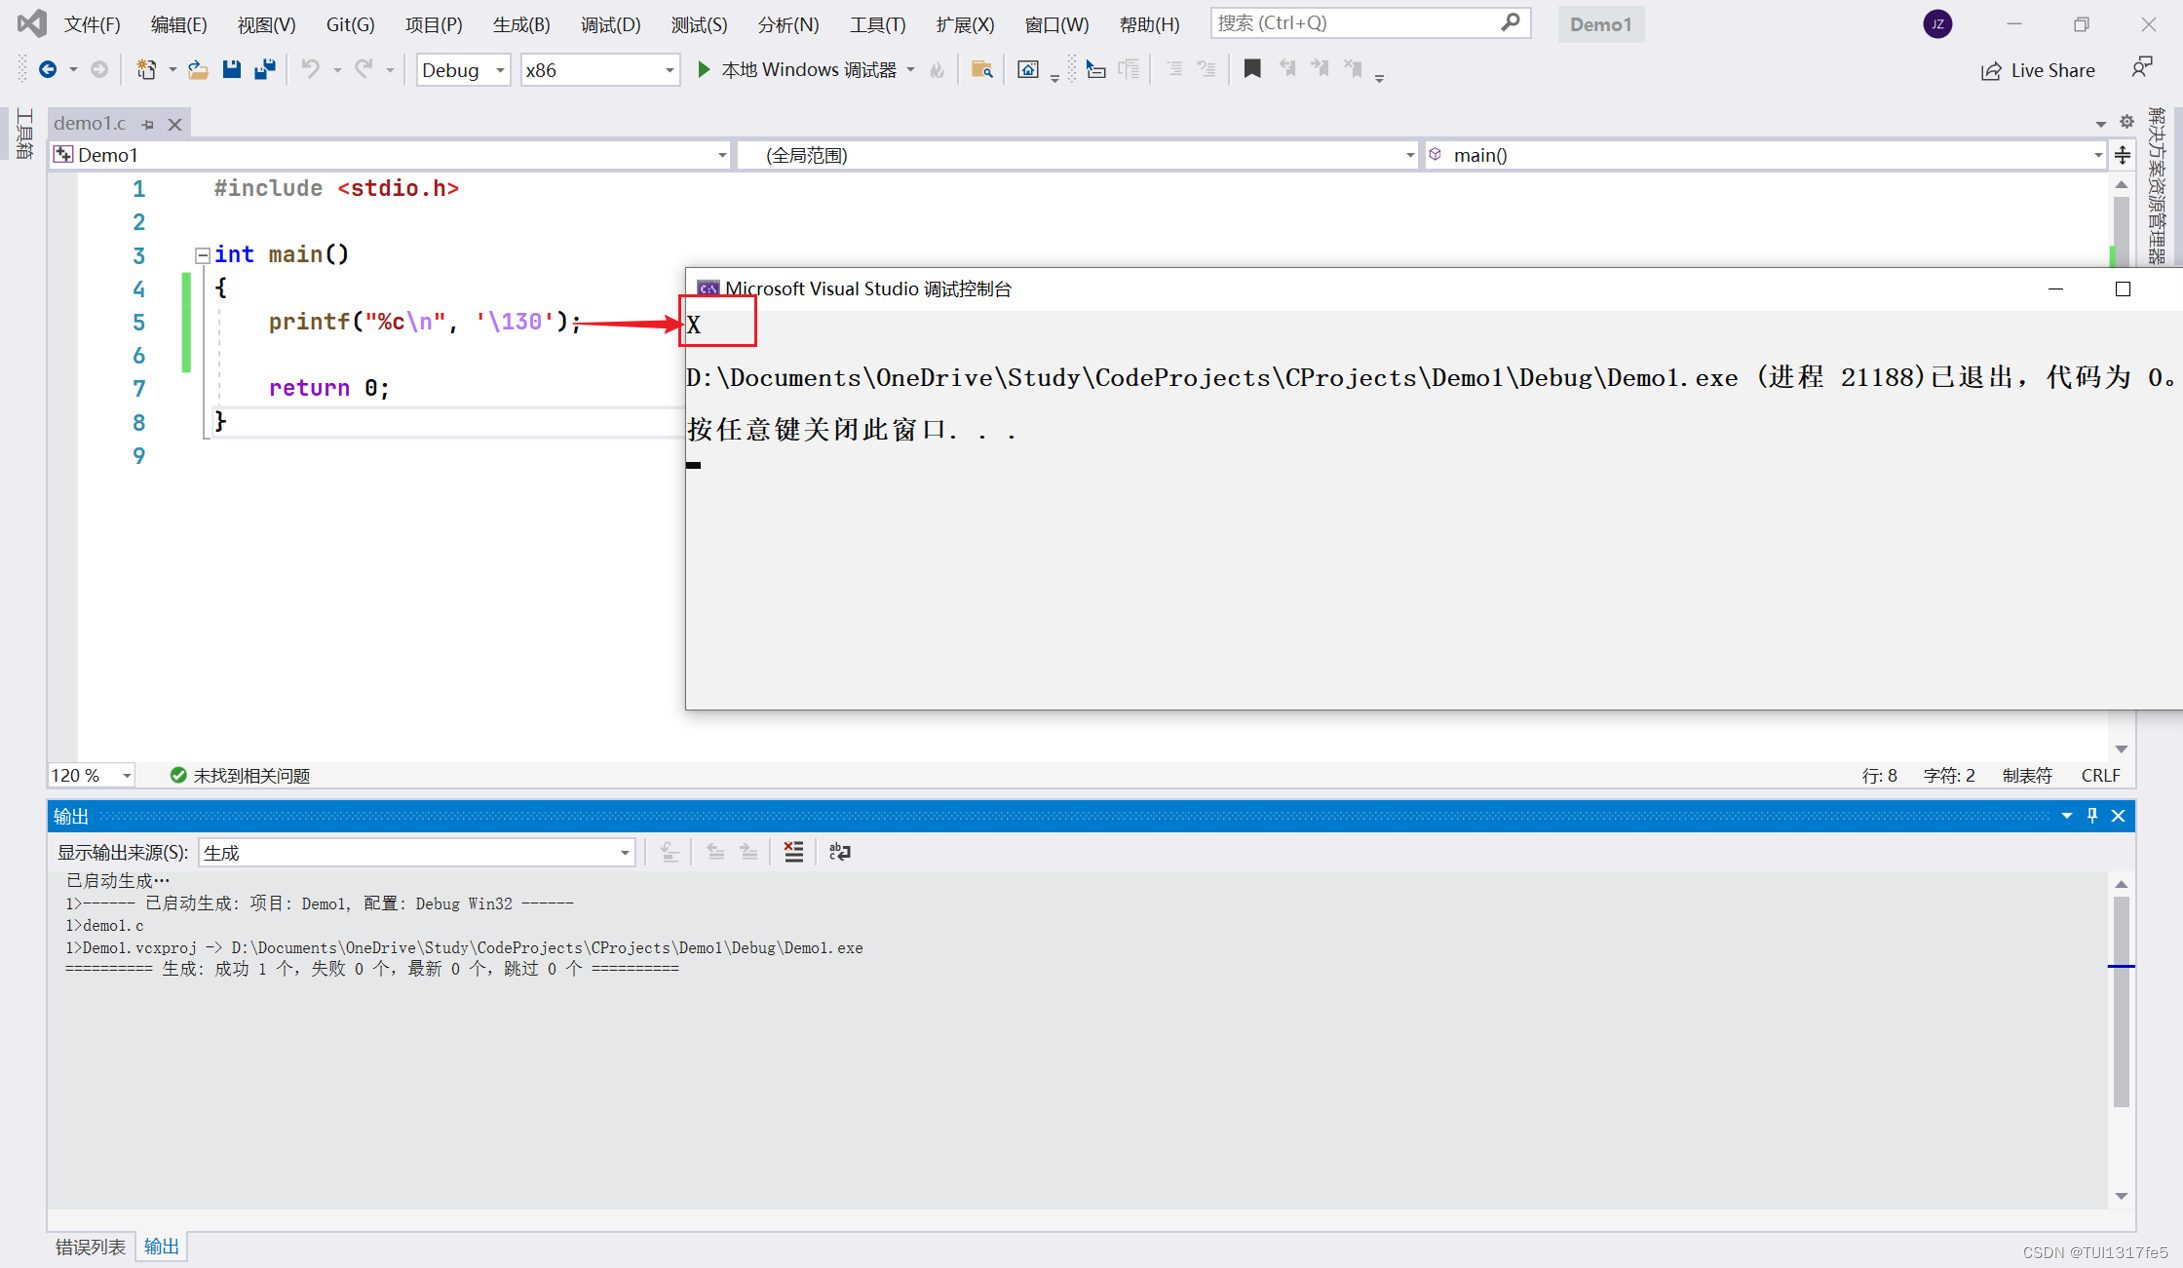 文件(F) 编辑(E) 视图(V) Git(G) 项目(P) 生成(B) 调试(D) 测试(S) 分析(N) 工具(T) 扩展(X) 窗口(W) 帮助(H) 搜索 (Ctrl+Q) Demo1 JZ
Debug x86 本地 Windows 调试器 Live Share
工具箱
demo1.c
解决方案资源管理器
Demo1 (全局范围) main()
1 #include <stdio.h>
2
3 int main()
4 {
5 printf("%c\n", '\130');
6
7 return 0;
8 }
9
Microsoft Visual Studio 调试控制台
X
D:\Documents\OneDrive\Study\CodeProjects\CProjects\Demo1\Debug\Demo1.exe (进程 21188)已退出，代码为 0。
按任意键关闭此窗口. . .
120 % 未找到相关问题 行: 8 字符: 2 制表符 CRLF
输出
显示输出来源(S): 生成
已启动生成…
1>------ 已启动生成: 项目: Demo1, 配置: Debug Win32 ------
1>demo1.c
1>Demo1.vcxproj -> D:\Documents\OneDrive\Study\CodeProjects\CProjects\Demo1\Debug\Demo1.exe
========== 生成: 成功 1 个，失败 0 个，最新 0 个，跳过 0 个 ==========
错误列表 输出
CSDN @TUI1317fe5